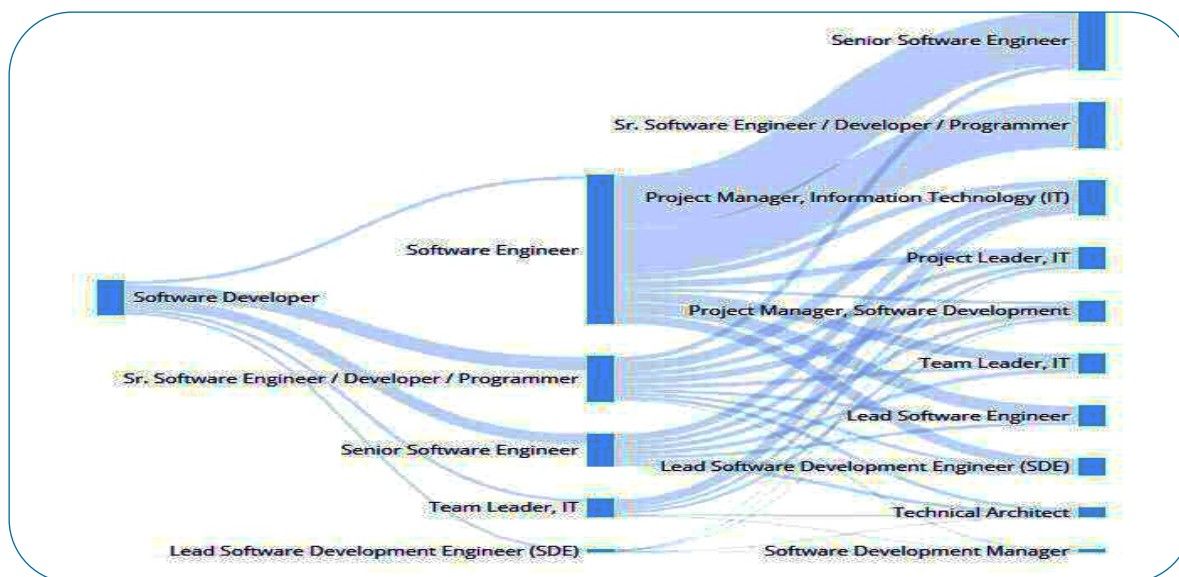 Senior Software Engineer
Sr. Software Engineer / Developer / Programmer
Project Manager, Information Technology (IT)
Software Engineer
Project Leader, IT
Software Developer
Project Manager, Software Development
Team Leader, IT
Sr. Software Engineer / Developer / Programmer
Lead Software Engineer
Senior Software Engineer
Lead Software Development Engineer (SDE)
Team Leader, IT
Technical Architect
Lead Software Development Engineer (SDE)
Software Development Manager